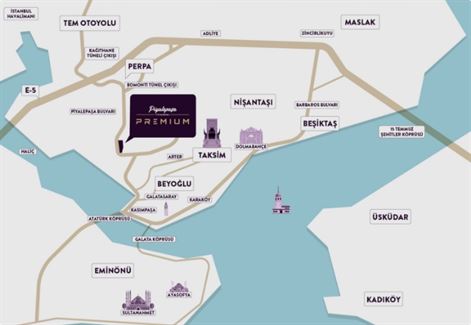 İSTANBUL
HAVALİMANI
TEM OTOYOLU
ADLİYE
ZİNCİRLİKUYU
MASLAK
KAĞITHANE
TÜNELİ ÇIKIŞI
PERPA
BOMONTİ TÜNEL ÇIKIŞI
E-5
PİYALEPAŞA BULVARI
Piyalepaşa
PREMIUM
NİŞANTAŞI
BARBAROS BULVARI
BEŞİKTAŞ
15 TEMMUZ
ŞEHİTLER KÖPRÜSÜ
HALİÇ
ARTER
TAKSİM
DOLMABAHÇE
BEYOĞLU
GALATASARAY
KARAKÖY
KASIMPAŞA
ATATÜRK KÖPRÜSÜ
GALATA KÖPRÜSÜ
ÜSKÜDAR
EMİNÖNÜ
AYASOFYA
SULTANAHMET
KADIKÖY